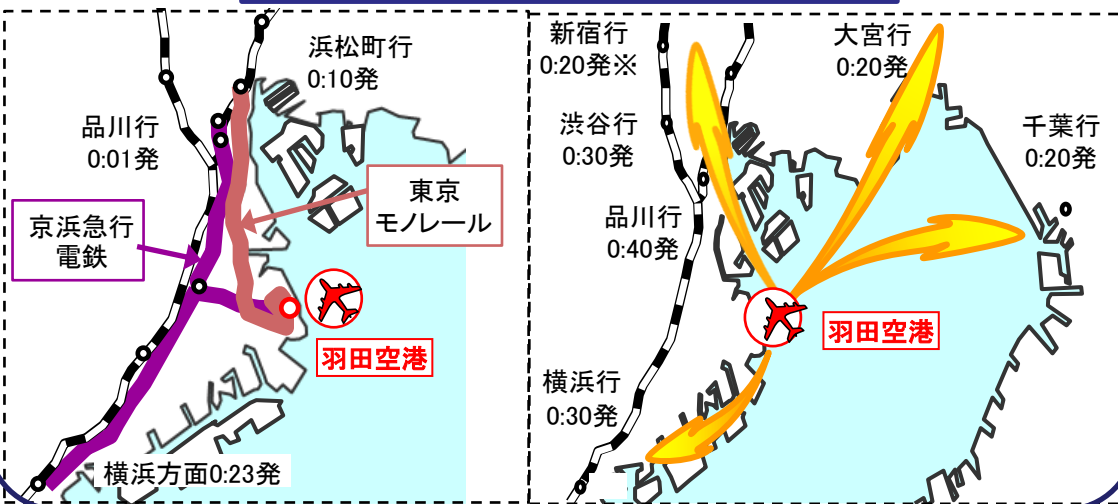 浜松町行
0:10発
品川行
0:01発
京浜急行
電鉄
東京
モノレール
羽田空港
横浜方面0:23発
新宿行
0:20発※
大宮行
0:20発
渋谷行
0:30発
千葉行
0:20発
品川行
0:40発
羽田空港
横浜行
0:30発